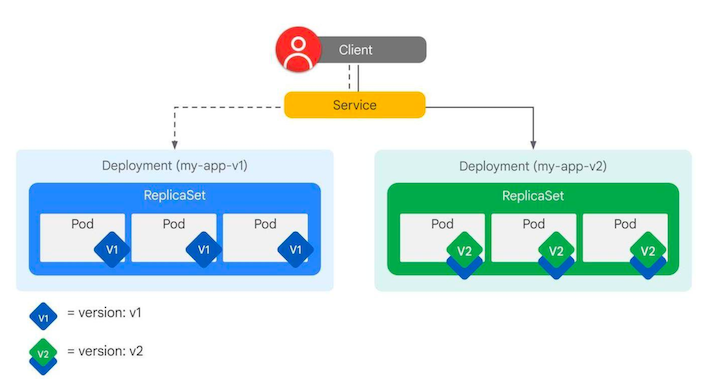 Client
Service
Deployment (my-app-v1)
ReplicaSet
Pod
V1
Pod
V1
Pod
V1
Deployment (my-app-v2)
ReplicaSet
Pod
V2
Pod
V2
Pod
V2
V1 = version: v1
V2 = version: v2